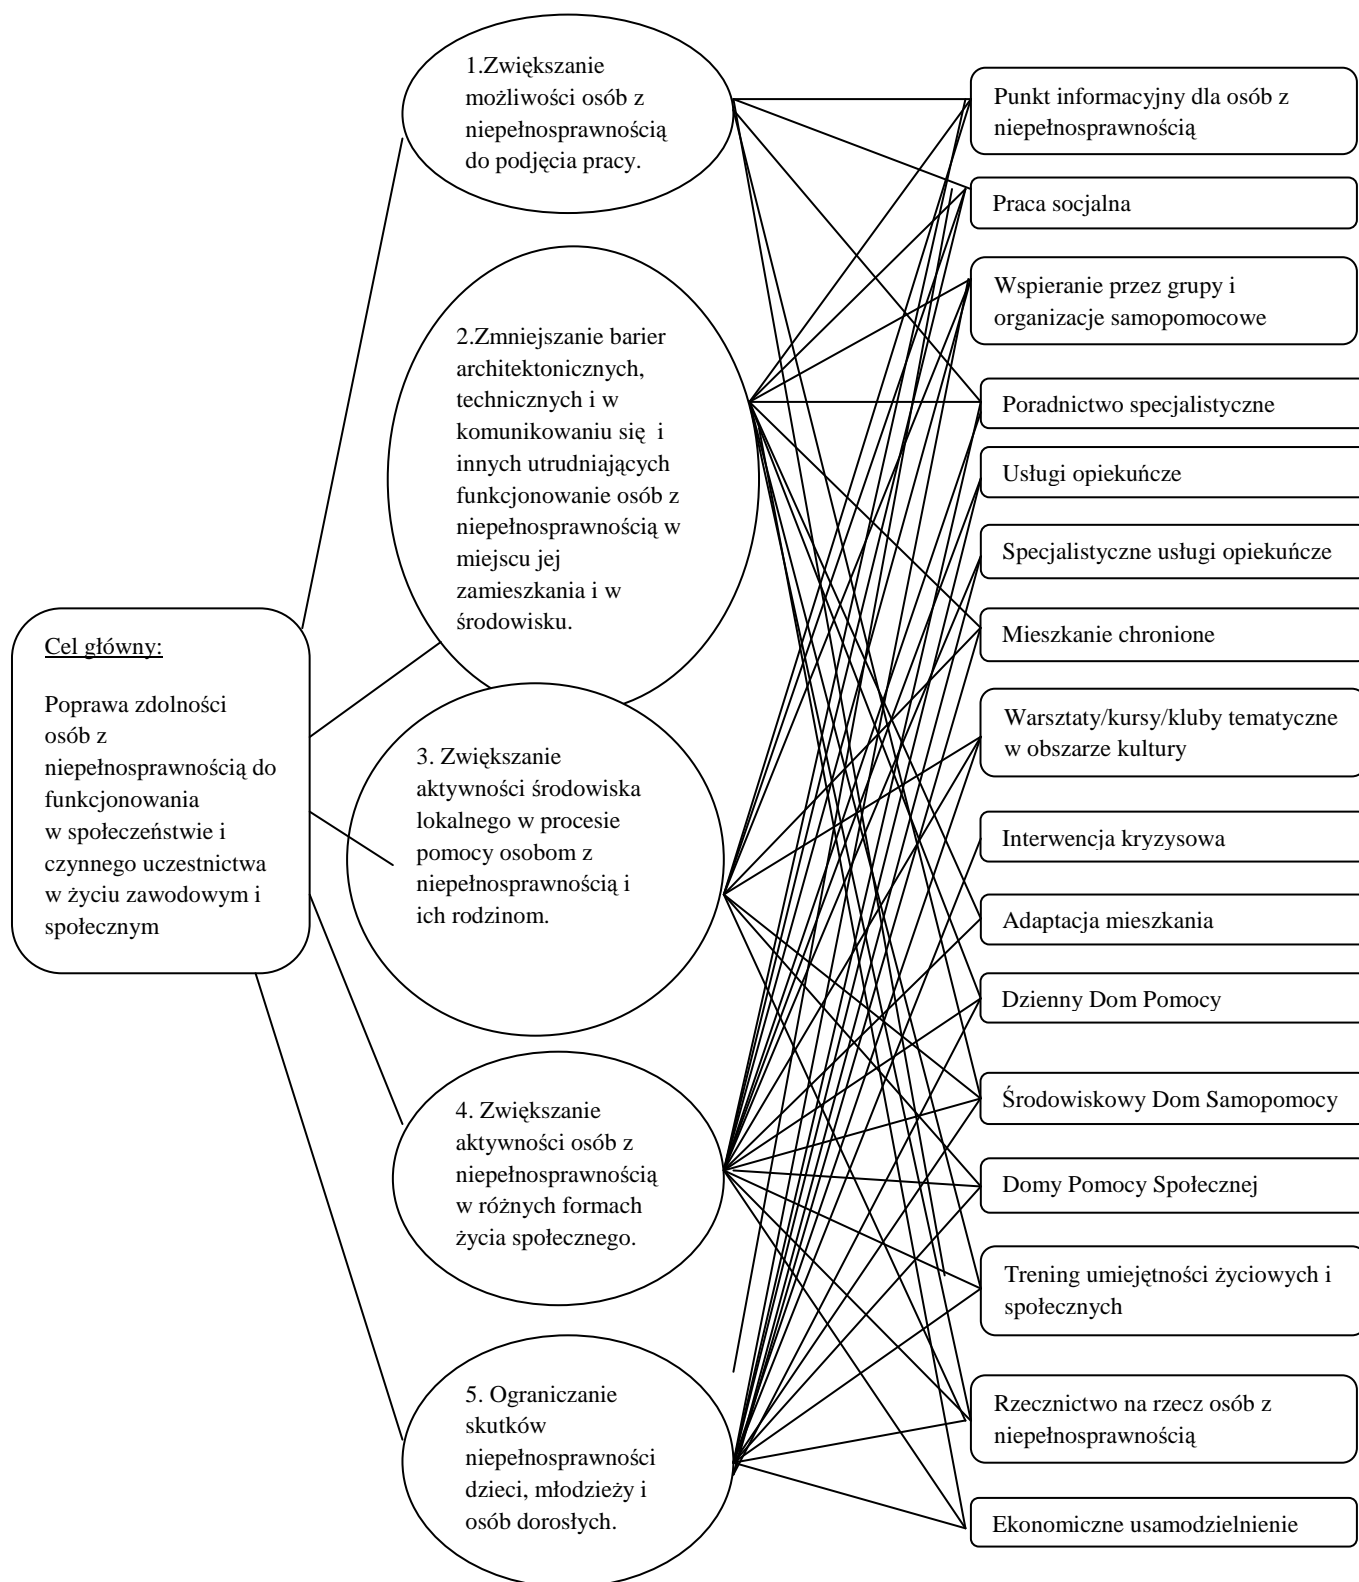 Cel główny:
Poprawa zdolności
osób z
niepełnosprawnością do
funkcjonowania
w społeczeństwie i
czynnego uczestnictwa
w życiu zawodowym i
społecznym
1.Zwiększanie
możliwości osób z
niepełnosprawnością
do podjęcia pracy.
2.Zmniejszanie barier
architektonicznych,
technicznych i w
komunikowaniu się i
innych utrudniających
funkcjonowanie osób z
niepełnosprawnością w
miejscu jej
zamieszkania i w
środowisku.
3. Zwiększanie
aktywności środowiska
lokalnego w procesie
pomocy osobom z
niepełnosprawnością i
ich rodzinom.
4. Zwiększanie
aktywności osób z
niepełnosprawnością
w różnych formach
życia społecznego.
5. Ograniczanie
skutków
niepełnosprawności
dzieci, młodzieży i
osób dorosłych.
Punkt informacyjny dla osób z
niepełnosprawnością
Praca socjalna
Wspieranie przez grupy i
organizacje samopomocowe
Poradnictwo specjalistyczne
Usługi opiekuńcze
Specjalistyczne usługi opiekuńcze
Mieszkanie chronione
Warsztaty/kursy/kluby tematyczne
w obszarze kultury
Interwencja kryzysowa
Adaptacja mieszkania
Dzienny Dom Pomocy
Środowiskowy Dom Samopomocy
Domy Pomocy Społecznej
Trening umiejętności życiowych i
społecznych
Rzecznictwo na rzecz osób z
niepełnosprawnością
Ekonomiczne usamodzielnienie